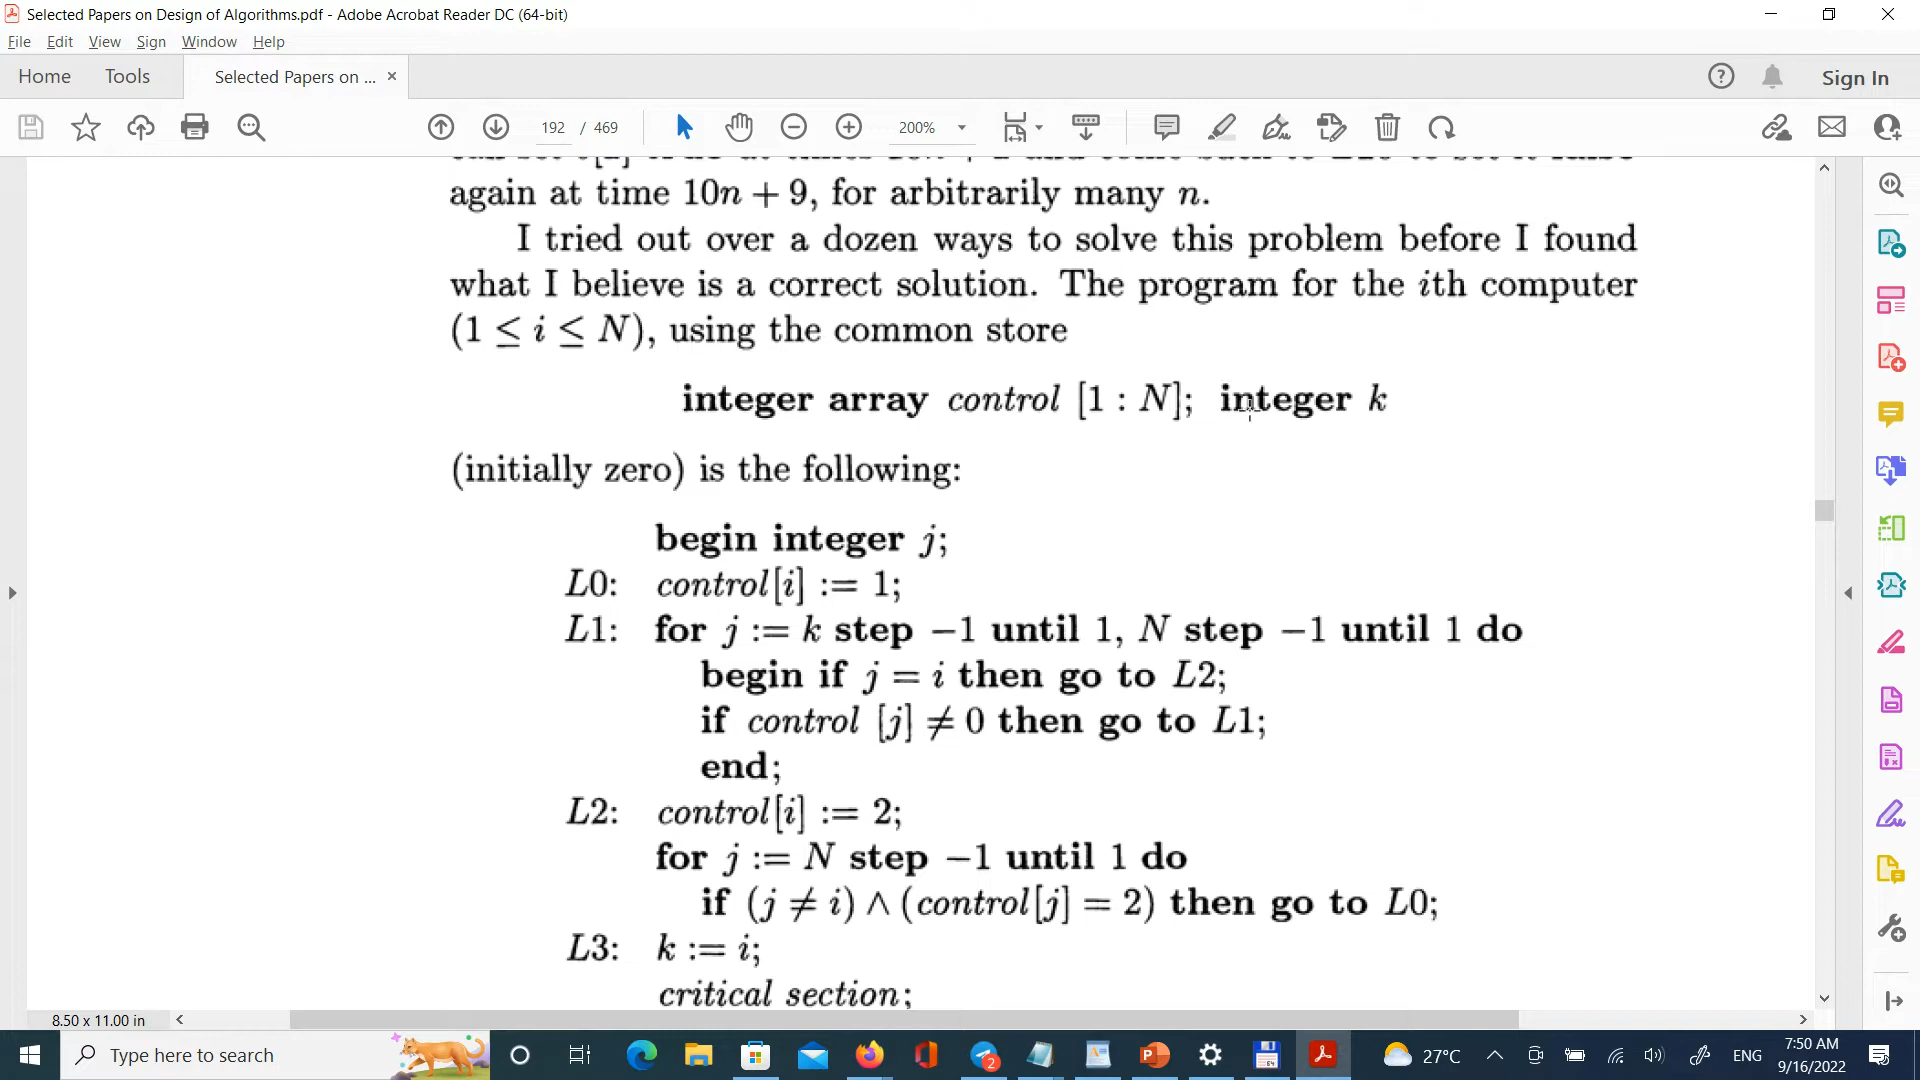 Selected Papers on Design of Algorithms.pdf - Adobe Acrobat Reader DC (64-bit)
File Edit View Sign Window Help
Home Tools Selected Papers on ... × Sign In
192 / 469 200%
again at time 10n + 9, for arbitrarily many n.
I tried out over a dozen ways to solve this problem before I found
what I believe is a correct solution. The program for the ith computer
(1 ≤ i ≤ N), using the common store
integer array control [1 : N]; integer k
(initially zero) is the following:
begin integer j;
L0: control[i] := 1;
L1: for j := k step −1 until 1, N step −1 until 1 do
begin if j = i then go to L2;
if control [j] ≠ 0 then go to L1;
end;
L2: control[i] := 2;
for j := N step −1 until 1 do
if (j ≠ i) ∧ (control[j] = 2) then go to L0;
L3: k := i;
critical section;
8.50 x 11.00 in
Type here to search
2
27°C
ENG
7:50 AM
9/16/2022